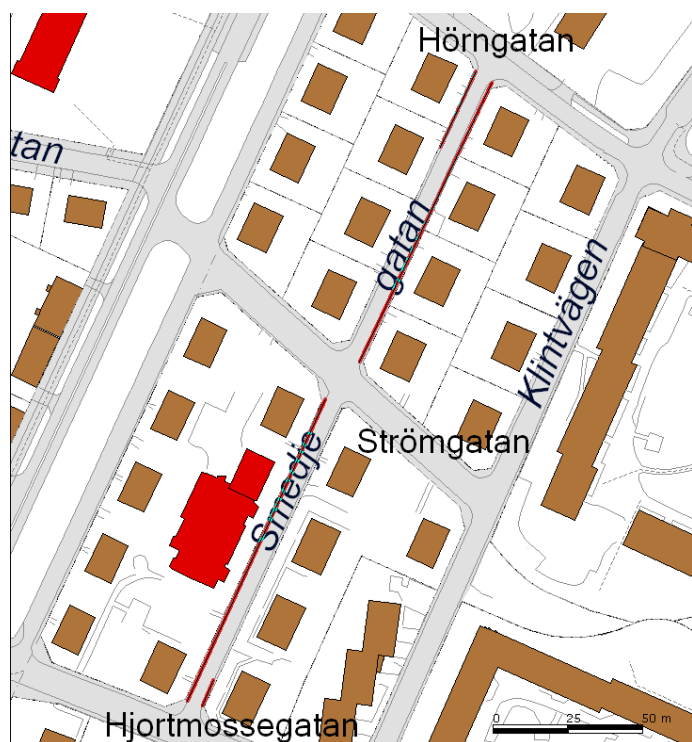 Hörngatan
tan
gatan
Klintvägen
Strömgatan
Smedje
Hjortmossegatan
0 25 50 m